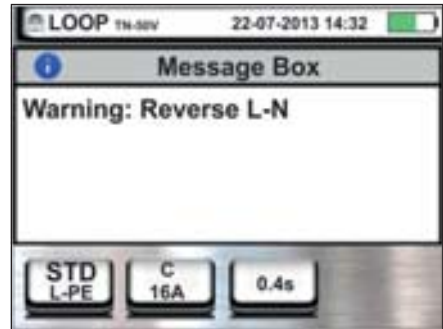 LOOP TN-50V 22-07-2013 14:32
Message Box
Warning: Reverse L-N
STD
L-PE
C
16A
0.4s